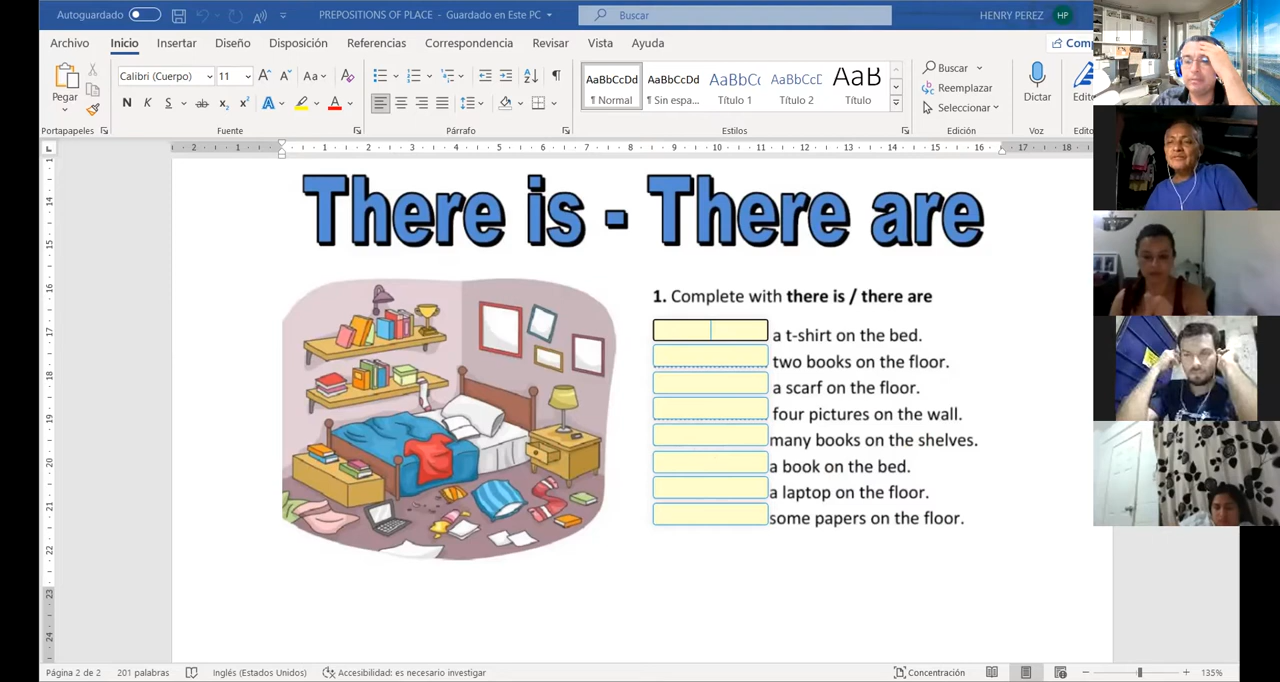 Autoguardado
PREPOSITIONS OF PLACE - Guardado en Este PC
Buscar
HENRY PEREZ
HP
Archivo
Inicio
Insertar
Diseño
Disposición
Referencias
Correspondencia
Revisar
Vista
Ayuda
Pegar
Portapapeles
Calibri (Cuerpo)
11
Fuente
Párrafo
AaBbCcDd
¶ Normal
AaBbCcDd
¶ Sin espa...
AaBbCc
Título 1
AaBbCcD
Título 2
AaB
Título
Estilos
Buscar
Reemplazar
Seleccionar
Edición
Dictar
Voz
There is - There are
1. Complete with there is / there are
a t-shirt on the bed.
two books on the floor.
a scarf on the floor.
four pictures on the wall.
many books on the shelves.
a book on the bed.
a laptop on the floor.
some papers on the floor.
Página 2 de 2
201 palabras
Inglés (Estados Unidos)
Accesibilidad: es necesario investigar
Concentración
135%